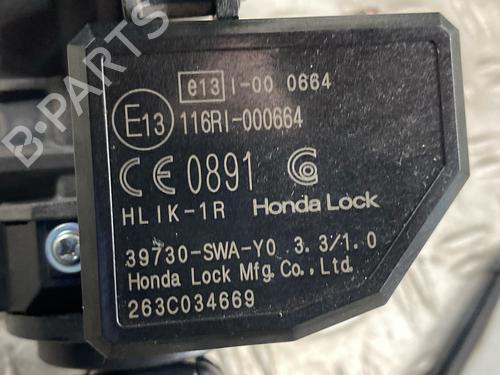 e13 I-00 0664
E13 116RI-000664
CE 0891
HLIK-1R Honda Lock
39730-SWA-Y0 3.3/1.0
Honda Lock Mfg.Co.,Ltd.
263C034669
B-Parts